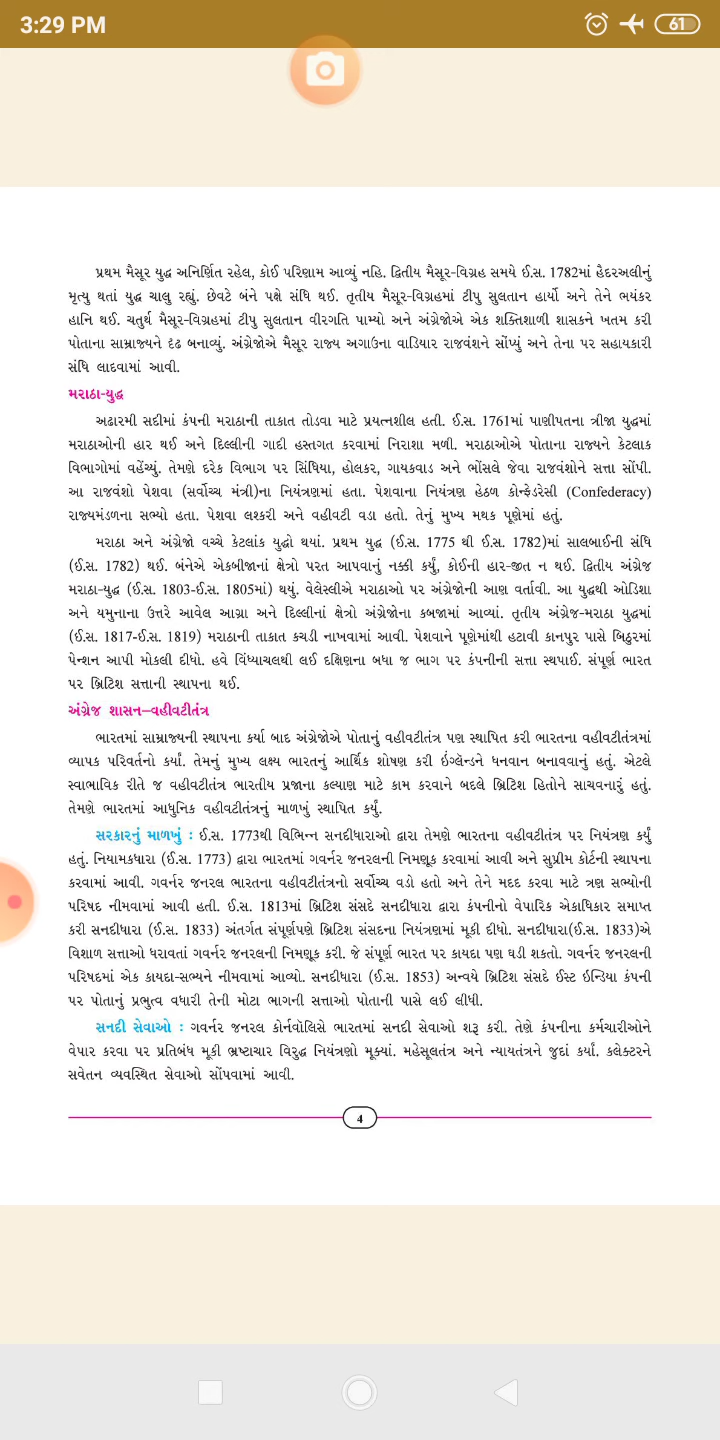 3:29 PM
61
પ્રથમ મૈસૂર યુદ્ધ અનિર્ણિત રહેલ, કોઈ પરિણામ આવ્યું નહિ. દ્વિતીય મૈસૂર-વિગ્રહ સમયે ઈ.સ. 1782માં હૈદરઅલીનું
મૃત્યુ થતાં યુદ્ધ ચાલુ રહ્યું. છેવટે બંને પક્ષે સંધિ થઈ. તૃતીય મૈસૂર-વિગ્રહમાં ટીપુ સુલતાન હાર્યો અને તેને ભયંકર
હાનિ થઈ. ચતુર્થ મૈસૂર-વિગ્રહમાં ટીપુ સુલતાન વીરગતિ પામ્યો અને અંગ્રેજોએ એક શક્તિશાળી શાસકને ખતમ કરી
પોતાના સામ્રાજ્યને દૃઢ બનાવ્યું. અંગ્રેજોએ મૈસૂર રાજ્ય અગાઉના વાડિયાર રાજવંશને સોંપ્યું અને તેના પર સહાયકારી
સંધિ લાદવામાં આવી.
મરાઠા-યુદ્ધ
અઢારમી સદીમાં કંપની મરાઠાની તાકાત તોડવા માટે પ્રયત્નશીલ હતી. ઈ.સ. 1761માં પાણીપતના ત્રીજા યુદ્ધમાં
મરાઠાઓની હાર થઈ અને દિલ્લીની ગાદી હસ્તગત કરવામાં નિરાશા મળી. મરાઠાઓએ પોતાના રાજ્યને કેટલાક
વિભાગોમાં વહેંચ્યું. તેમણે દરેક વિભાગ પર સિંધિયા, હોલકર, ગાયકવાડ અને ભોંસલે જેવા રાજવંશોને સત્તા સોંપી.
આ રાજવંશો પેશવા (સર્વોચ્ચ મંત્રી)ના નિયંત્રણમાં હતા. પેશવાના નિયંત્રણ હેઠળ કોન્ફેડરેસી (Confederacy)
રાજ્યમંડળના સભ્યો હતા. પેશવા લશ્કરી અને વહીવટી વડા હતો. તેનું મુખ્ય મથક પૂણેમાં હતું.
મરાઠા અને અંગ્રેજો વચ્ચે કેટલાંક યુદ્ધો થયાં. પ્રથમ યુદ્ધ (ઈ.સ. 1775 થી ઈ.સ. 1782)માં સાલબાઈની સંધિ
(ઈ.સ. 1782) થઈ. બંનેએ એકબીજાનાં ક્ષેત્રો પરત આપવાનું નક્કી કર્યું, કોઈની હાર-જીત ન થઈ. દ્વિતીય અંગ્રેજ
મરાઠા-યુદ્ધ (ઈ.સ. 1803-ઈ.સ. 1805માં) થયું. વેલેસ્લીએ મરાઠાઓ પર અંગ્રેજોની આણ વર્તાવી. આ યુદ્ધથી ઓડિશા
અને યમુનાના ઉત્તરે આવેલ આગ્રા અને દિલ્લીનાં ક્ષેત્રો અંગ્રેજોના કબજામાં આવ્યાં. તૃતીય અંગ્રેજ-મરાઠા યુદ્ધમાં
(ઈ.સ. 1817-ઈ.સ. 1819) મરાઠાની તાકાત કચડી નાખવામાં આવી. પેશવાને પૂણેમાંથી હટાવી કાનપુર પાસે બિઠુરમાં
પેન્શન આપી મોકલી દીધો. હવે વિંધ્યાચલથી લઈ દક્ષિણના બધા જ ભાગ પર કંપનીની સત્તા સ્થપાઈ. સંપૂર્ણ ભારત
પર બ્રિટિશ સત્તાની સ્થાપના થઈ.
અંગ્રેજ શાસન–વહીવટીતંત્ર
ભારતમાં સામ્રાજ્યની સ્થાપના કર્યા બાદ અંગ્રેજોએ પોતાનું વહીવટીતંત્ર પણ સ્થાપિત કરી ભારતના વહીવટીતંત્રમાં
વ્યાપક પરિવર્તનો કર્યાં. તેમનું મુખ્ય લક્ષ્ય ભારતનું આર્થિક શોષણ કરી ઇંગ્લૅન્ડને ધનવાન બનાવવાનું હતું. એટલે
સ્વાભાવિક રીતે જ વહીવટીતંત્ર ભારતીય પ્રજાના કલ્યાણ માટે કામ કરવાને બદલે બ્રિટિશ હિતોને સાચવનારું હતું.
તેમણે ભારતમાં આધુનિક વહીવટીતંત્રનું માળખું સ્થાપિત કર્યું.
સરકારનું માળખું : ઈ.સ. 1773થી વિભિન્ન સનદીધારાઓ દ્વારા તેમણે ભારતના વહીવટીતંત્ર પર નિયંત્રણ કર્યું
હતું. નિયામકધારા (ઈ.સ. 1773) દ્વારા ભારતમાં ગવર્નર જનરલની નિમણૂક કરવામાં આવી અને સુપ્રીમ કોર્ટની સ્થાપના
કરવામાં આવી. ગવર્નર જનરલ ભારતના વહીવટીતંત્રનો સર્વોચ્ચ વડો હતો અને તેને મદદ કરવા માટે ત્રણ સભ્યોની
પરિષદ નીમવામાં આવી હતી. ઈ.સ. 1813માં બ્રિટિશ સંસદે સનદીધારા દ્વારા કંપનીનો વેપારિક એકાધિકાર સમાપ્ત
કરી સનદીધારા (ઈ.સ. 1833) અંતર્ગત સંપૂર્ણપણે બ્રિટિશ સંસદના નિયંત્રણમાં મૂકી દીધો. સનદીધારા(ઈ.સ. 1833)એ
વિશાળ સત્તાઓ ધરાવતાં ગવર્નર જનરલની નિમણૂક કરી. જે સંપૂર્ણ ભારત પર કાયદા પણ ઘડી શકતો. ગવર્નર જનરલની
પરિષદમાં એક કાયદા-સભ્યને નીમવામાં આવ્યો. સનદીધારા (ઈ.સ. 1853) અન્વયે બ્રિટિશ સંસદે ઈસ્ટ ઇન્ડિયા કંપની
પર પોતાનું પ્રભુત્વ વધારી તેની મોટા ભાગની સત્તાઓ પોતાની પાસે લઈ લીધી.
સનદી સેવાઓ : ગવર્નર જનરલ કોર્નવૉલિસે ભારતમાં સનદી સેવાઓ શરૂ કરી. તેણે કંપનીના કર્મચારીઓને
વેપાર કરવા પર પ્રતિબંધ મૂકી ભ્રષ્ટાચાર વિરુદ્ધ નિયંત્રણો મૂક્યાં. મહેસૂલતંત્ર અને ન્યાયતંત્રને જુદાં કર્યાં. કલેક્ટરને
સવેતન વ્યવસ્થિત સેવાઓ સોંપવામાં આવી.
4